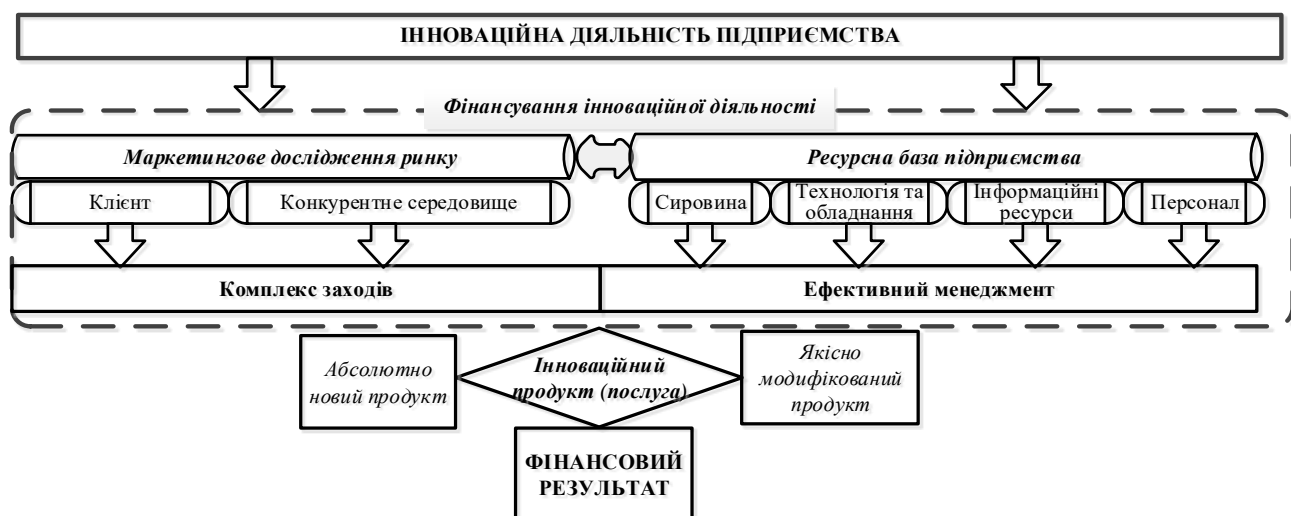 ІННОВАЦІЙНА ДІЯЛЬНІСТЬ ПІДПРИЄМСТВА
Фінансування інноваційної діяльності
Маркетингове дослідження ринку
Ресурсна база підприємства
Клієнт
Конкурентне середовище
Сировина
Технологія та
обладнання
Інформаційні
ресурси
Персонал
Комплекс заходів
Ефективний менеджмент
Абсолютно
новий продукт
Інноваційний
продукт (послуга)
Якісно
модифікований
продукт
ФІНАНСОВИЙ
РЕЗУЛЬТАТ